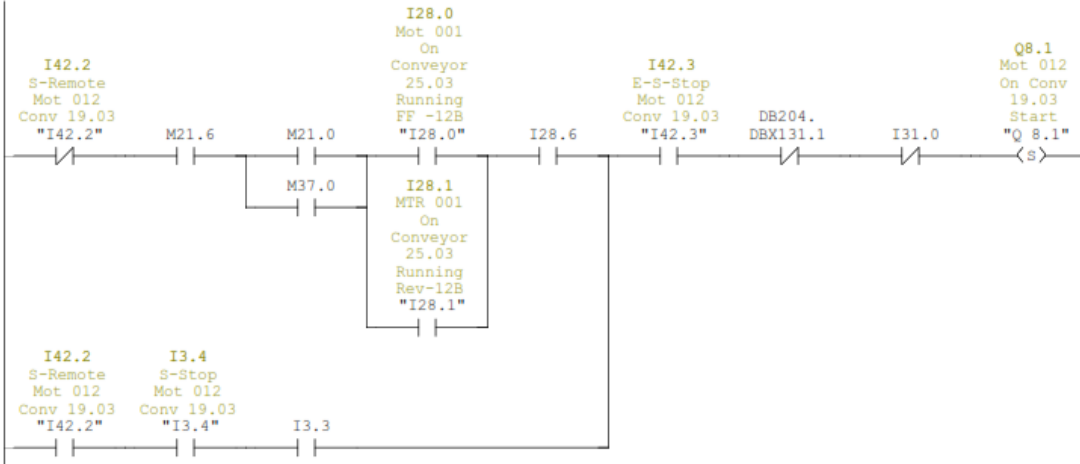 I28.0
Mot 001
On
Conveyor
25.03
Running
FF -12B
"I28.0"
I42.2
S-Remote
Mot 012
Conv 19.03
"I42.2"
M21.6
M21.0
I28.6
I42.3
E-S-Stop
Mot 012
Conv 19.03
"I42.3"
DB204.
DBX131.1
I31.0
Q8.1
Mot 012
On Conv
19.03
Start
"Q 8.1"
S
M37.0
I28.1
MTR 001
On
Conveyor
25.03
Running
Rev-12B
"I28.1"
I42.2
S-Remote
Mot 012
Conv 19.03
"I42.2"
I3.4
S-Stop
Mot 012
Conv 19.03
"I3.4"
I3.3